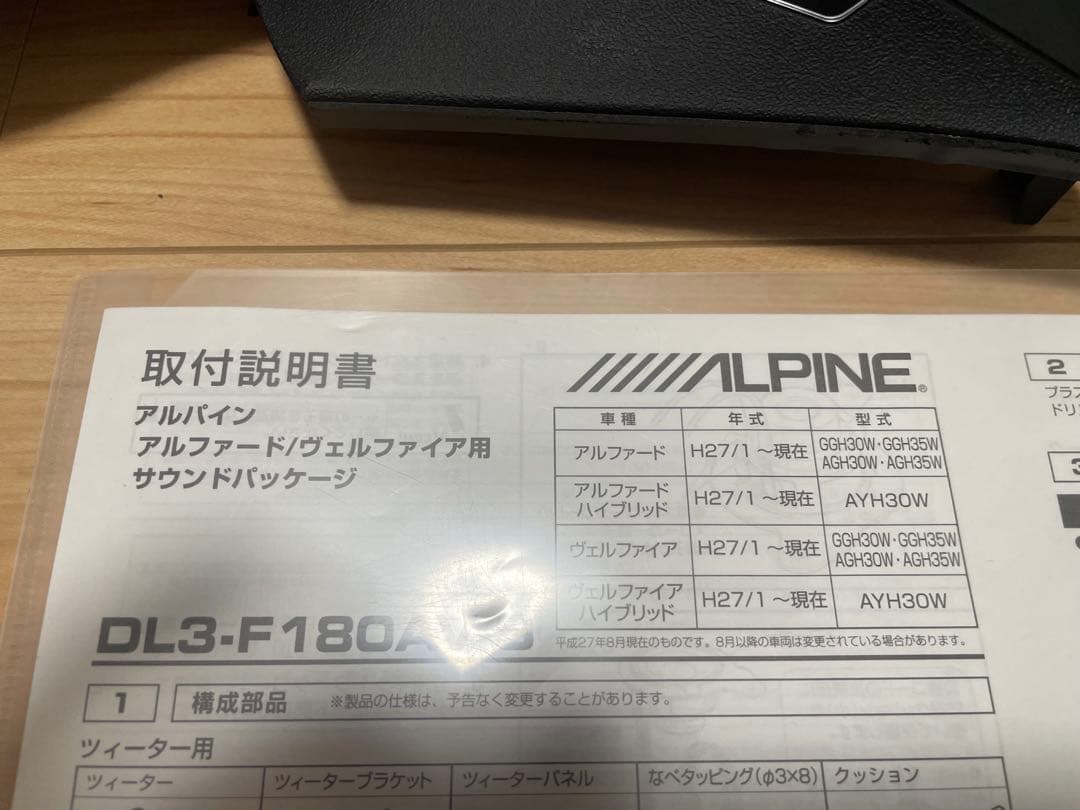 取付説明書
アルパイン
アルファード/ヴェルファイア用
サウンドパッケージ
ALPINE®
車種 年式 型式
アルファード H27/1 ~現在 GGH30W・GGH35W
AGH30W・AGH35W
アルファード
ハイブリッド H27/1 ~現在 AYH30W
ヴェルファイア H27/1 ~現在 GGH30W・GGH35W
AGH30W・AGH35W
ヴェルファイア
ハイブリッド H27/1 ~現在 AYH30W
平成27年8月現在のものです。8月以降の車両は変更されている場合があります。
1 構成部品 ※製品の仕様は、予告なく変更することがあります。
ツィーター用
ツィーター ツィーターブラケット ツィーターパネル なべタッピング(φ3×8) クッション
2
3